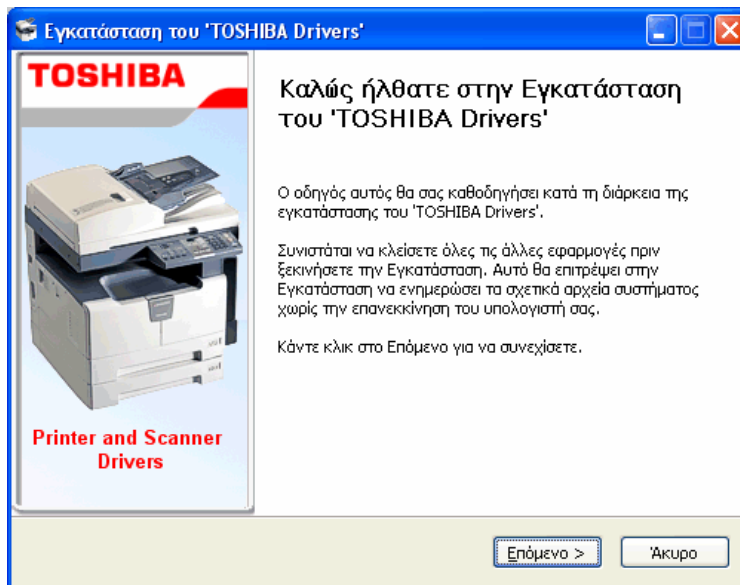 Εγκατάσταση του 'TOSHIBA Drivers'
TOSHIBA
Καλώς ήλθατε στην Εγκατάσταση
του 'TOSHIBA Drivers'
Ο οδηγός αυτός θα σας καθοδηγήσει κατά τη διάρκεια της
εγκατάστασης του 'TOSHIBA Drivers'.
Συνιστάται να κλείσετε όλες τις άλλες εφαρμογές πριν
ξεκινήσετε την Εγκατάσταση. Αυτό θα επιτρέψει στην
Εγκατάσταση να ενημερώσει τα σχετικά αρχεία συστήματος
χωρίς την επανεκκίνηση του υπολογιστή σας.
Κάντε κλικ στο Επόμενο για να συνεχίσετε.
Printer and Scanner
Drivers
Επόμενο >
Άκυρο